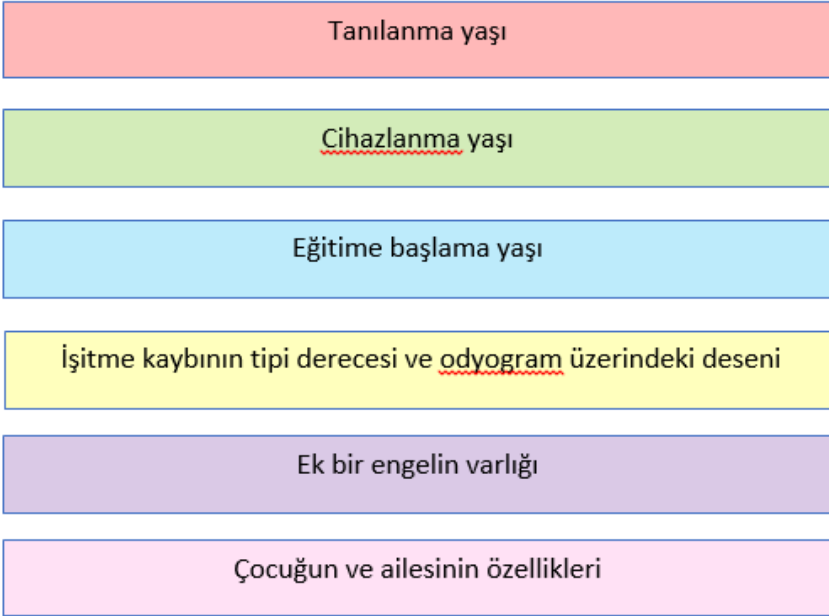 Tanılanma yaşı
Cihazlanma yaşı
Eğitime başlama yaşı
İşitme kaybının tipi derecesi ve odyogram üzerindeki deseni
Ek bir engelin varlığı
Çocuğun ve ailesinin özellikleri